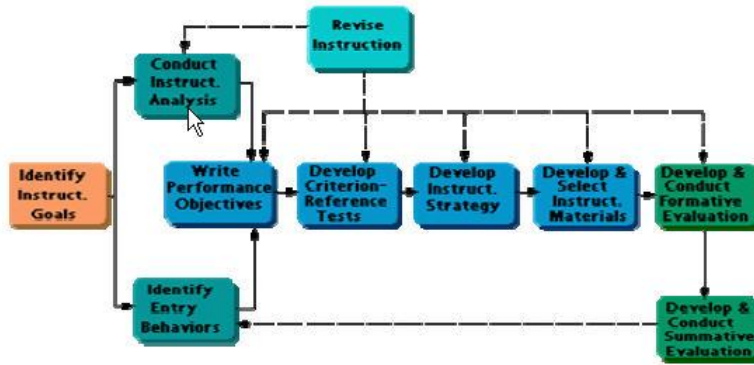 Revise
Instruction
Conduct
Instruct.
Analysis
Identify
Instruct.
Goals
Write
Performance
Objectives
Develop
Criterion-
Reference
Tests
Develop
Instruct.
Strategy
Develop &
Select
Instruct.
Materials
Develop &
Conduct
Formative
Evaluation
Identify
Entry
Behaviors
Develop &
Conduct
Summative
Evaluation